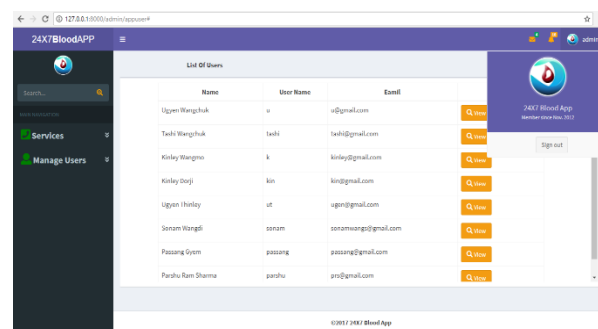 127.0.0.1:8000/admin/appuser#
24X7BloodAPP
admin
Search...
MAIN NAVIGATION
Services
Manage Users
List Of Users
Name User Name Eamil
Ugyen Wangchuk u u@gmail.com View
Tashi Wangchuk tashi tashi@gmail.com View
Kinley Wangmo k kinley@gmail.com View
Kinley Dorji kin kin@gmail.com View
Ugyen Thinley ut ugen@gmail.com View
Sonam Wangdi sonam sonamwangs@gmail.com View
Passang Gyem passang passang@gmail.com View
Parshu Ram Sharma parshu prs@gmail.com View
24X7 Blood App
Member since Nov. 2012
Sign out
©2017 24X7 Blood App